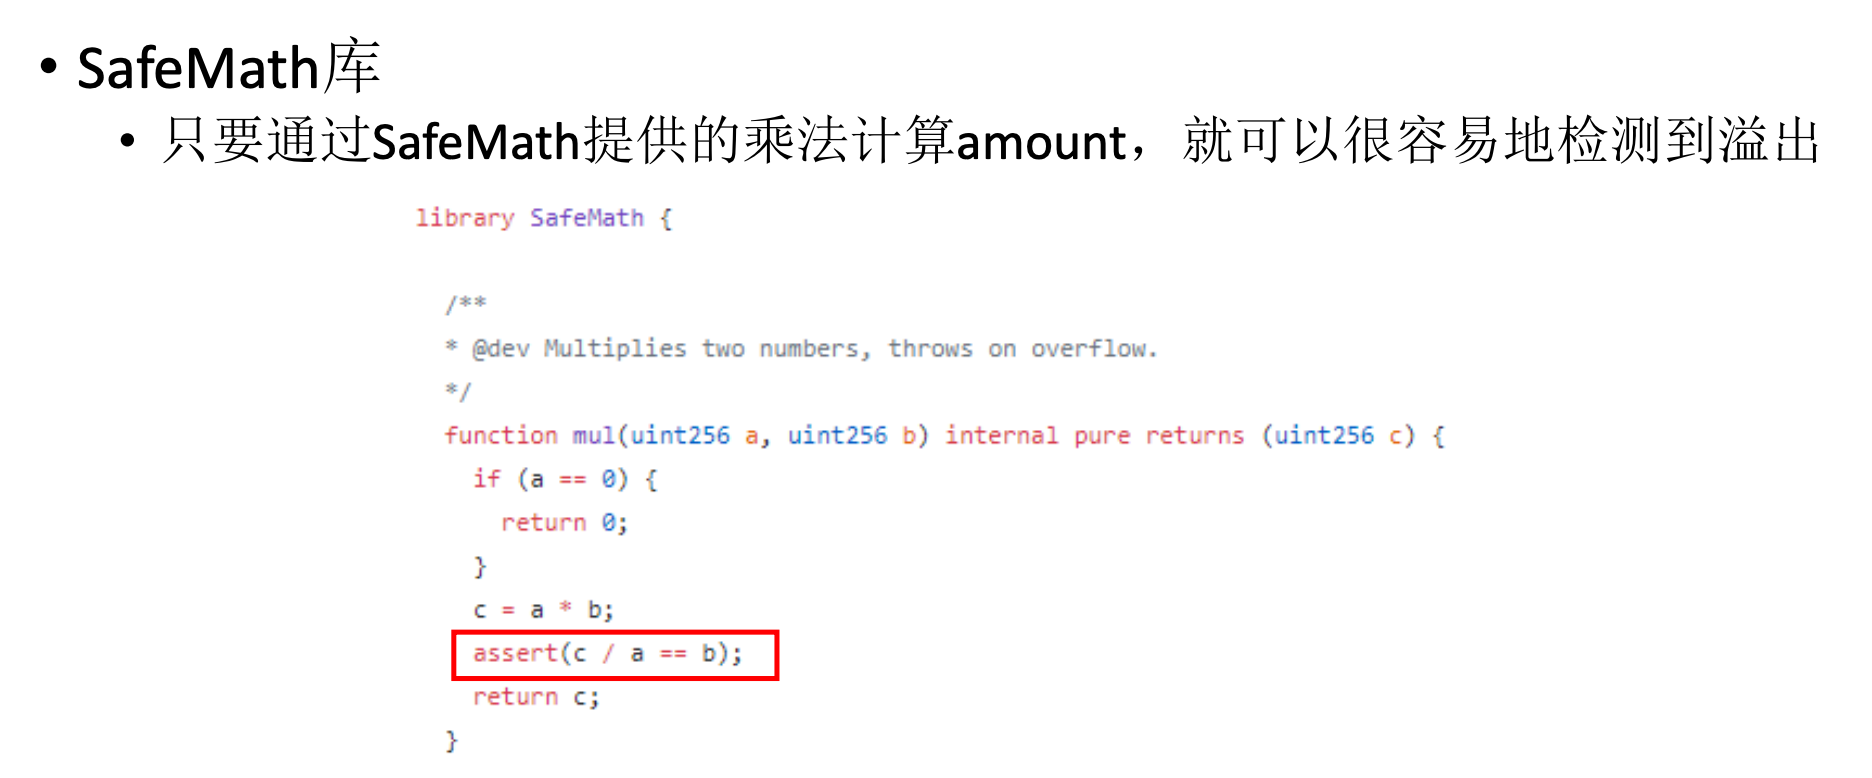 • SafeMath库
• 只要通过SafeMath提供的乘法计算amount，就可以很容易地检测到溢出
library SafeMath {
/**
* @dev Multiplies two numbers, throws on overflow.
*/
function mul(uint256 a, uint256 b) internal pure returns (uint256 c) {
if (a == 0) {
return 0;
}
c = a * b;
assert(c / a == b);
return c;
}